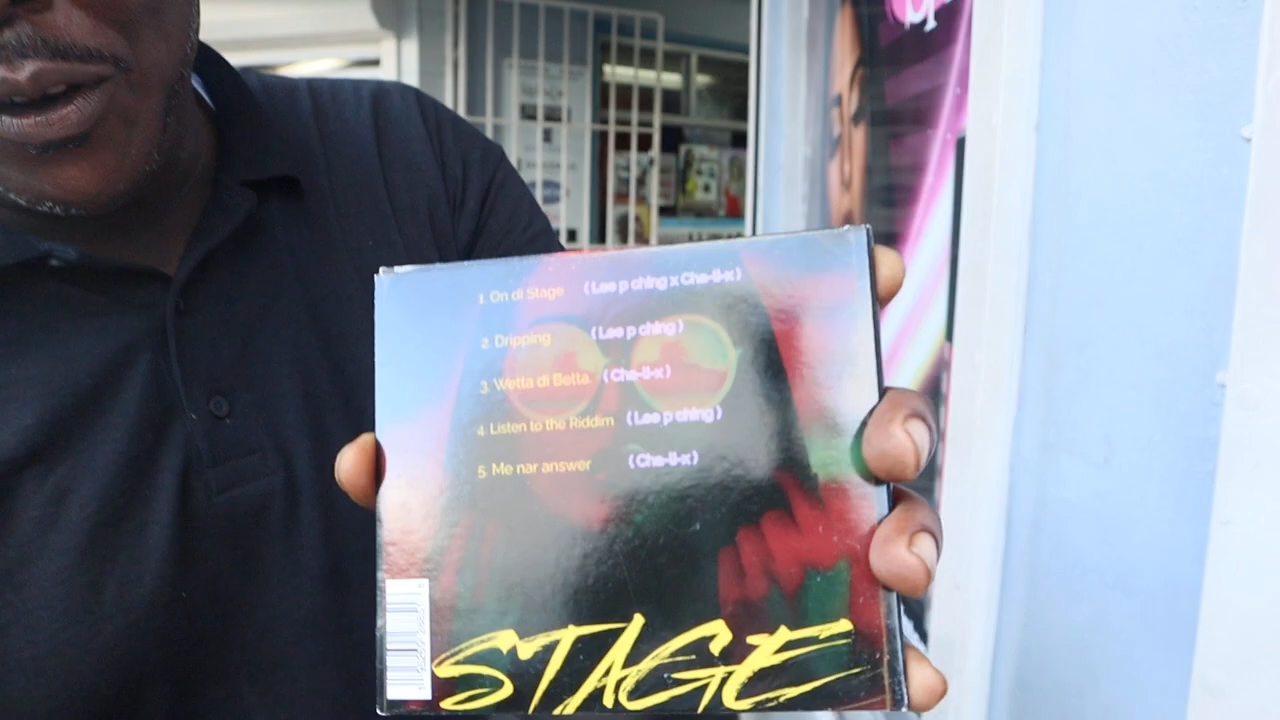 1. On di Stage (Lee p ching x Cha-li-x)
2. Dripping (Lee p ching)
3. Wetta di Betta. (Cha-li-x)
4. Listen to the Riddim (Lee p ching)
5. Me nar answer (Cha-li-x)
STAGE